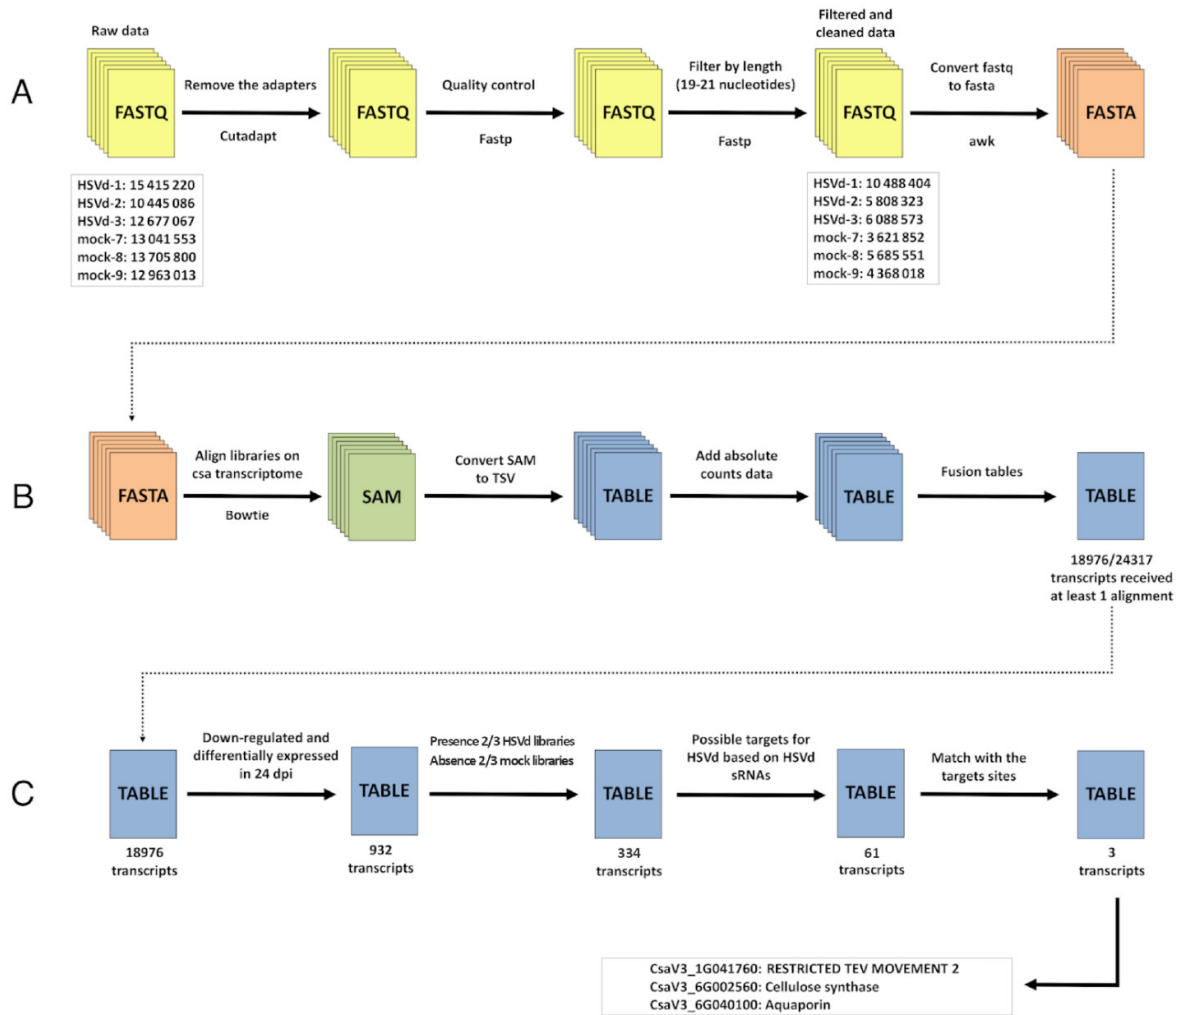 A
Raw data
FASTQ
HSVd-1: 15 415 220
HSVd-2: 10 445 086
HSVd-3: 12 677 067
mock-7: 13 041 553
mock-8: 13 705 800
mock-9: 12 963 013
Remove the adapters
Cutadapt
FASTQ
Quality control
Fastp
FASTQ
Filter by length
(19-21 nucleotides)
Fastp
Filtered and
cleaned data
FASTQ
HSVd-1: 10 488 404
HSVd-2: 5 808 323
HSVd-3: 6 088 573
mock-7: 3 621 852
mock-8: 5 685 551
mock-9: 4 368 018
Convert fastq
to fasta
awk
FASTA
B
FASTA
Align libraries on
csa transcriptome
Bowtie
SAM
Convert SAM
to TSV
TABLE
Add absolute
counts data
TABLE
Fusion tables
TABLE
18976/24317
transcripts received
at least 1 alignment
C
TABLE
18976
transcripts
Down-regulated and
differentially expressed
in 24 dpi
TABLE
932
transcripts
Presence 2/3 HSVd libraries
Absence 2/3 mock libraries
TABLE
334
transcripts
Possible targets for
HSVd based on HSVd
sRNAs
TABLE
61
transcripts
Match with the
targets sites
TABLE
3
transcripts
CsaV3_1G041760: RESTRICTED TEV MOVEMENT 2
CsaV3_6G002560: Cellulose synthase
CsaV3_6G040100: Aquaporin